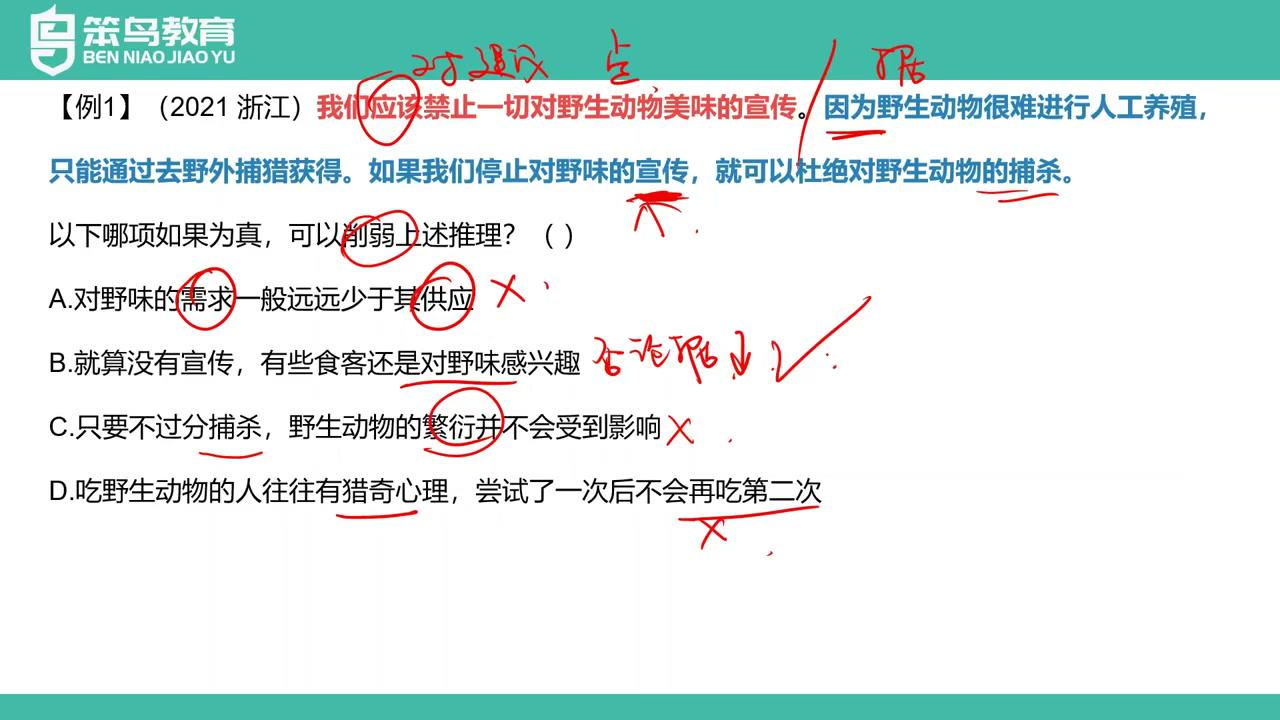 笨鸟教育
BEN NIAO JIAO YU
对建议 点 据
【例1】（2021 浙江）我们应该禁止一切对野生动物美味的宣传。因为野生动物很难进行人工养殖，
只能通过去野外捕猎获得。如果我们停止对野味的宣传，就可以杜绝对野生动物的捕杀。
以下哪项如果为真，可以削弱上述推理？（ ）
A.对野味的需求一般远远少于其供应
B.就算没有宣传，有些食客还是对野味感兴趣 否论据
C.只要不过分捕杀，野生动物的繁衍并不会受到影响
D.吃野生动物的人往往有猎奇心理，尝试了一次后不会再吃第二次